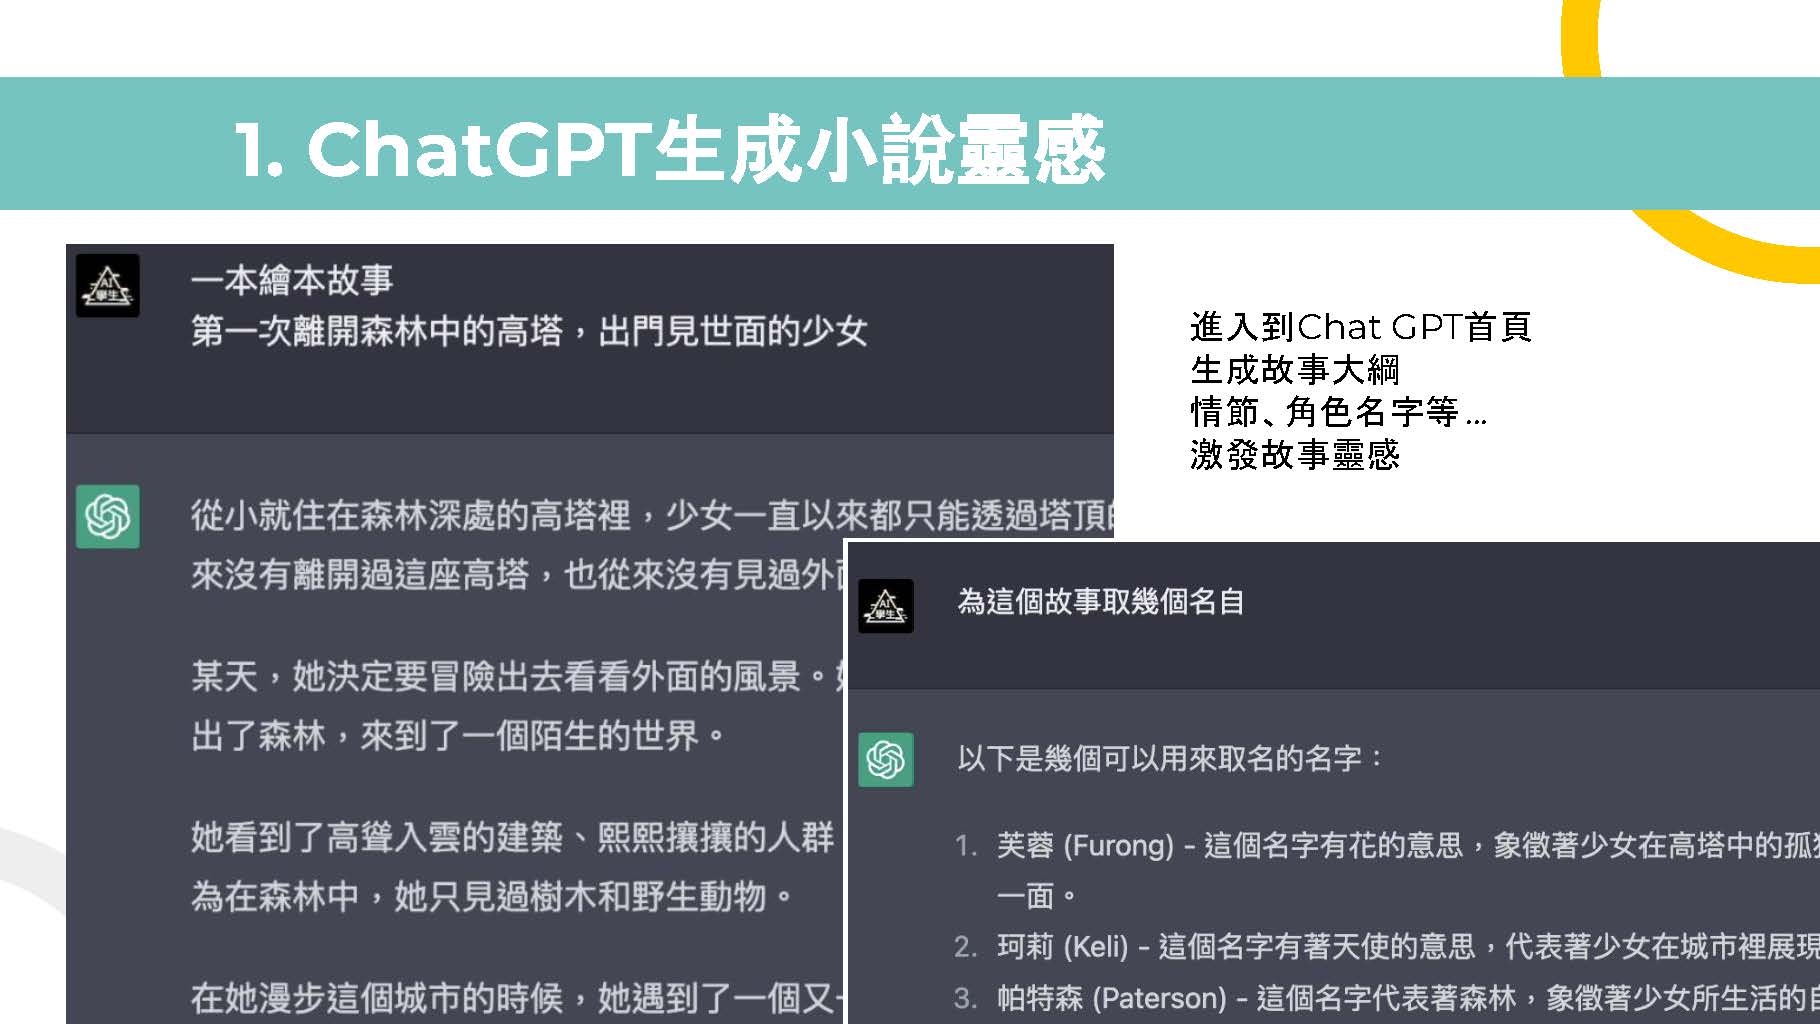 1. ChatGPT生成小說靈感
AI
學生
一本繪本故事
第一次離開森林中的高塔，出門見世面的少女
從小就住在森林深處的高塔裡，少女一直以來都只能透過塔頂
來沒有離開過這座高塔，也從來沒有見過外
某天，她決定要冒險出去看看外面的風景。
出了森林，來到了一個陌生的世界。
她看到了高聳入雲的建築、熙熙攘攘的人群
為在森林中，她只見過樹木和野生動物。
在她漫步這個城市的時候，她遇到了一個又
進入到Chat GPT首頁
生成故事大綱
情節、角色名字等...
激發故事靈感
AI
學生
為這個故事取幾個名自
以下是幾個可以用來取名的名字：
1. 芙蓉 (Furong) - 這個名字有花的意思，象徵著少女在高塔中的孤
一面。
2. 珂莉 (Keli) - 這個名字有著天使的意思，代表著少女在城市裡展現
3. 帕特森 (Paterson) - 這個名字代表著森林，象徵著少女所生活的